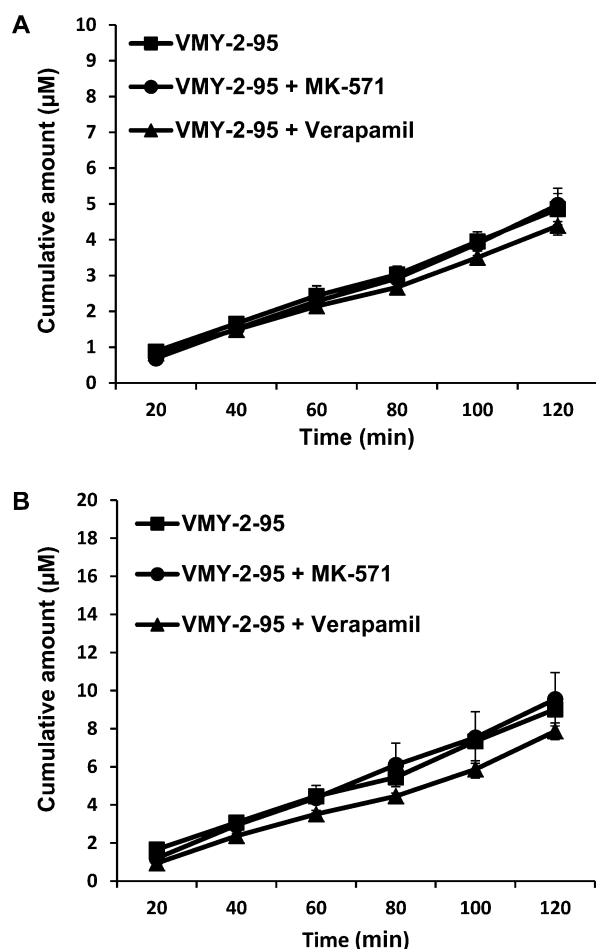 A
10
9
8
7
6
5
4
3
2
1
0
Cumulative amount (µM)
VMY-2-95
VMY-2-95 + MK-571
VMY-2-95 + Verapamil
20 40 60 80 100 120
Time (min)
B
20
18
16
14
12
10
8
6
4
2
0
Cumulative amount (µM)
VMY-2-95
VMY-2-95 + MK-571
VMY-2-95 + Verapamil
20 40 60 80 100 120
Time (min)